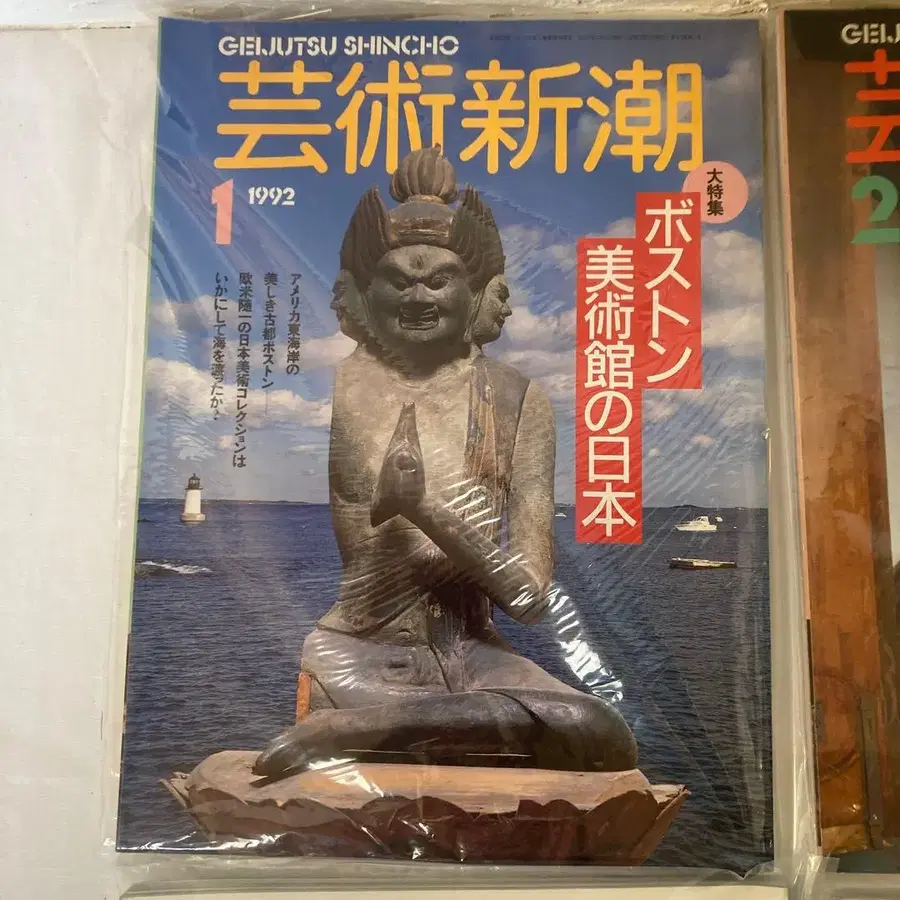 GEIJUTSU SHINCHO
芸術新潮
1
1992
大特集
ボストン
美術館の日本
アメリカ東海岸の
美しき古都ボストン――
欧米随一の日本美術コレクションは
いかにして海を渡ったか?
GEIJ
2